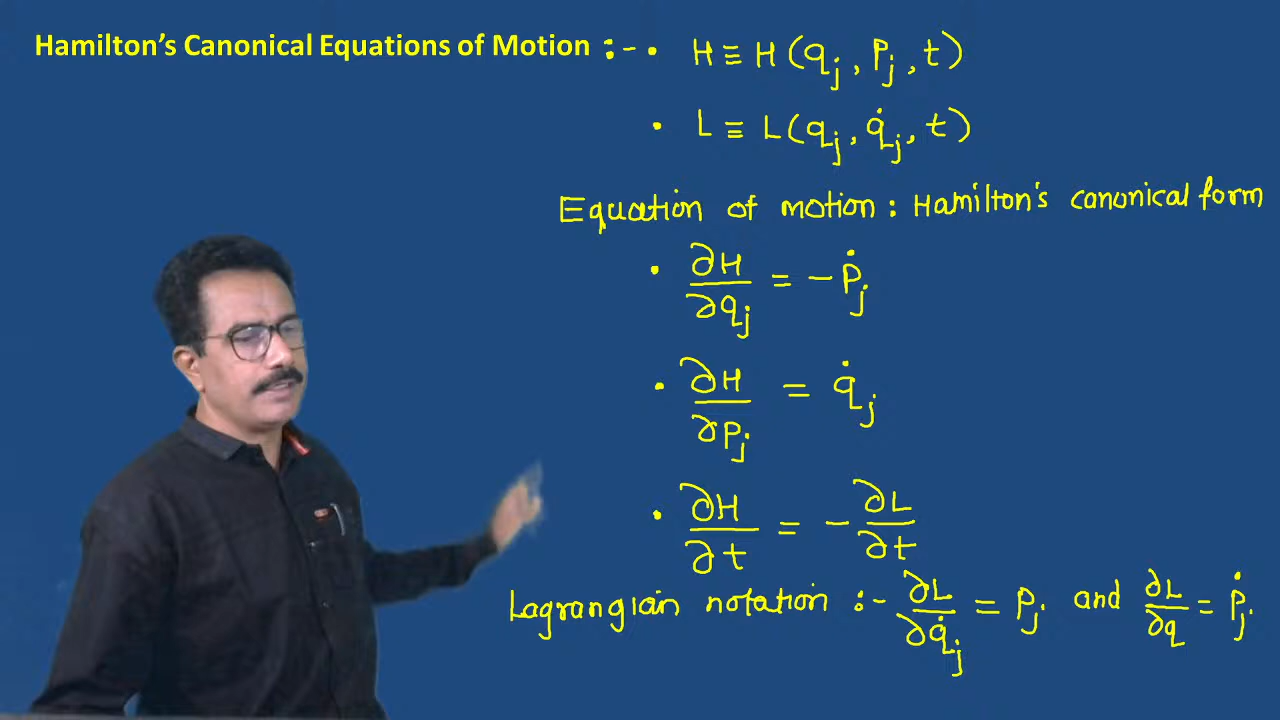 Hamilton's Canonical Equations of Motion :- • H ≡ H (qⱼ, Pⱼ, t)
• L ≡ L(qⱼ, q̇ⱼ, t)
Equation of motion : Hamilton's canonical form
• ∂H/∂qⱼ = - Ṗⱼ
• ∂H/∂Pⱼ = q̇ⱼ
• ∂H/∂t = - ∂L/∂t
Lagrangian notation :- ∂L/∂q̇ⱼ = Pⱼ and ∂L/∂q = Ṗⱼ